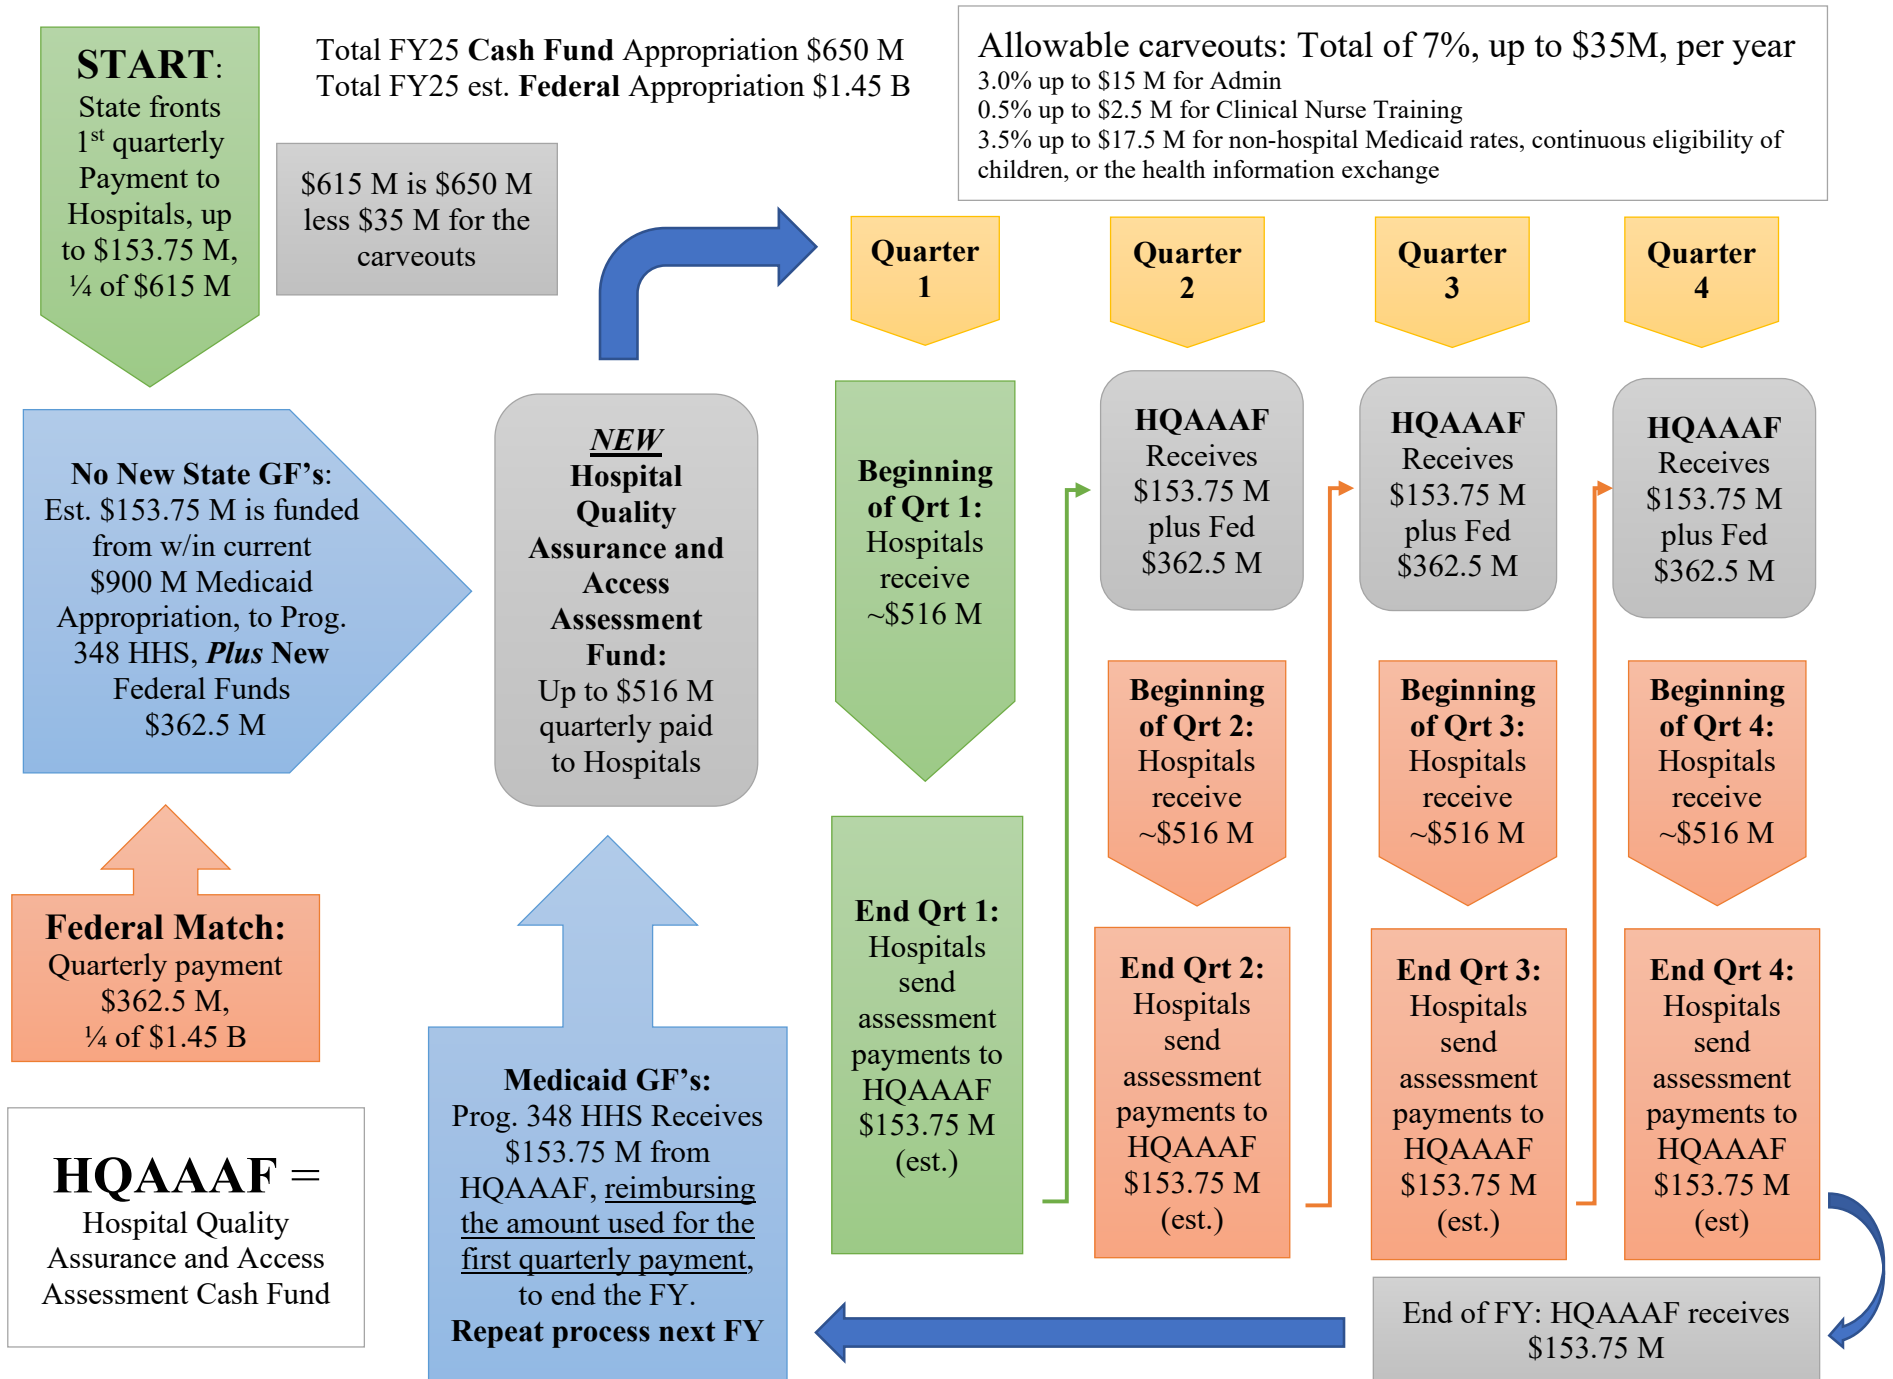 START:
State fronts
1st quarterly
Payment to
Hospitals, up
to $153.75 M,
¼ of $615 M
Total FY25 Cash Fund Appropriation $650 M
Total FY25 est. Federal Appropriation $1.45 B
$615 M is $650 M
less $35 M for the
carveouts
Allowable carveouts: Total of 7%, up to $35M, per year
3.0% up to $15 M for Admin
0.5% up to $2.5 M for Clinical Nurse Training
3.5% up to $17.5 M for non-hospital Medicaid rates, continuous eligibility of
children, or the health information exchange
No New State GF’s:
Est. $153.75 M is funded
from w/in current
$900 M Medicaid
Appropriation, to Prog.
348 HHS, Plus New
Federal Funds
$362.5 M
Federal Match:
Quarterly payment
$362.5 M,
¼ of $1.45 B
HQAAAF =
Hospital Quality
Assurance and Access
Assessment Cash Fund
NEW
Hospital
Quality
Assurance and
Access
Assessment
Fund:
Up to $516 M
quarterly paid
to Hospitals
Medicaid GF’s:
Prog. 348 HHS Receives
$153.75 M from
HQAAAF, reimbursing
the amount used for the
first quarterly payment,
to end the FY.
Repeat process next FY
Quarter
1
Beginning
of Qrt 1:
Hospitals
receive
~$516 M
End Qrt 1:
Hospitals
send
assessment
payments to
HQAAAF
$153.75 M
(est.)
Quarter
2
HQAAAF
Receives
$153.75 M
plus Fed
$362.5 M
Beginning
of Qrt 2:
Hospitals
receive
~$516 M
End Qrt 2:
Hospitals
send
assessment
payments to
HQAAAF
$153.75 M
(est.)
Quarter
3
HQAAAF
Receives
$153.75 M
plus Fed
$362.5 M
Beginning
of Qrt 3:
Hospitals
receive
~$516 M
End Qrt 3:
Hospitals
send
assessment
payments to
HQAAAF
$153.75 M
(est.)
Quarter
4
HQAAAF
Receives
$153.75 M
plus Fed
$362.5 M
Beginning
of Qrt 4:
Hospitals
receive
~$516 M
End Qrt 4:
Hospitals
send
assessment
payments to
HQAAAF
$153.75 M
(est)
End of FY: HQAAAF receives
$153.75 M